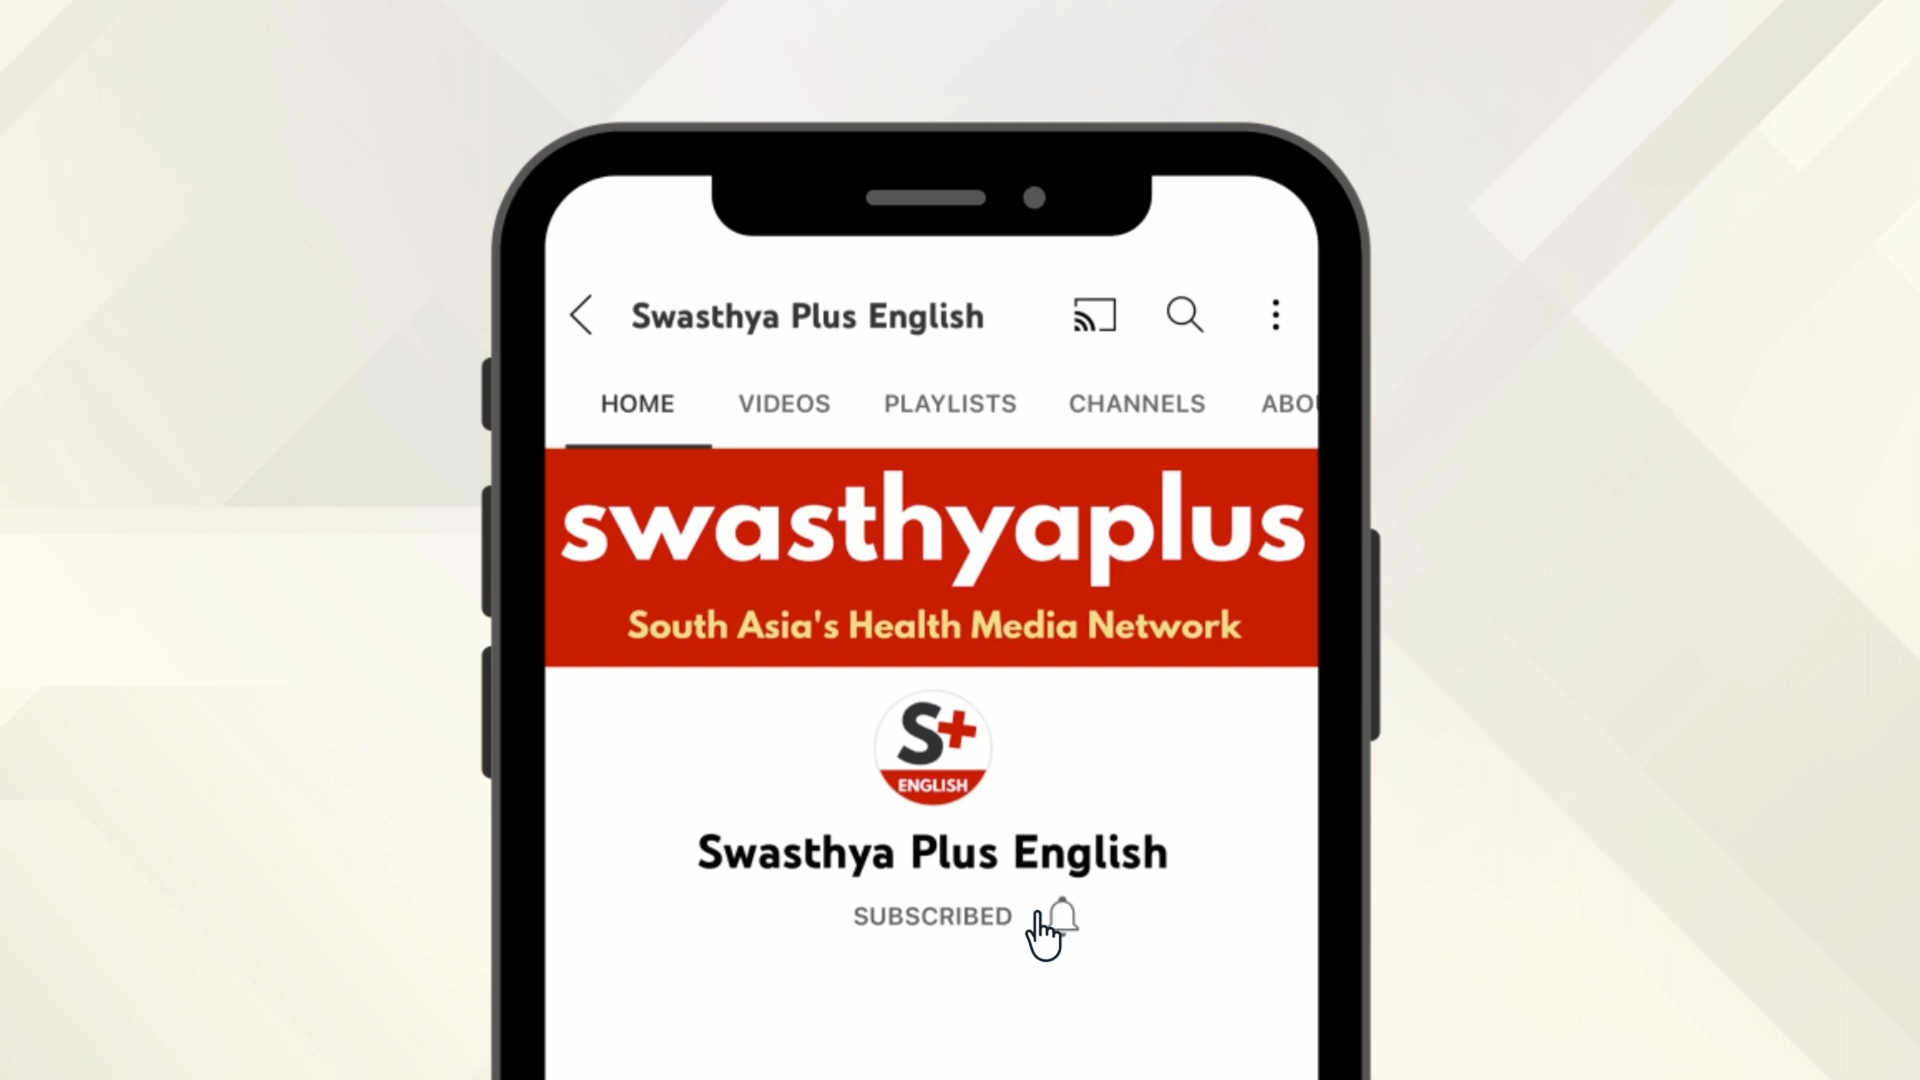 Swasthya Plus English
HOME VIDEOS PLAYLISTS CHANNELS
swasthyaplus
South Asia's Health Media Network
S+
ENGLISH
Swasthya Plus English
SUBSCRIBED